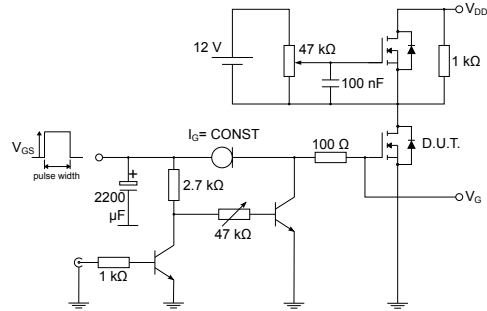 V_DD
12 V
47 kΩ
1 kΩ
100 nF
V_GS
pulse width
I_G= CONST
100 Ω
D.U.T.
+
2200
µF
2.7 kΩ
47 kΩ
V_G
1 kΩ